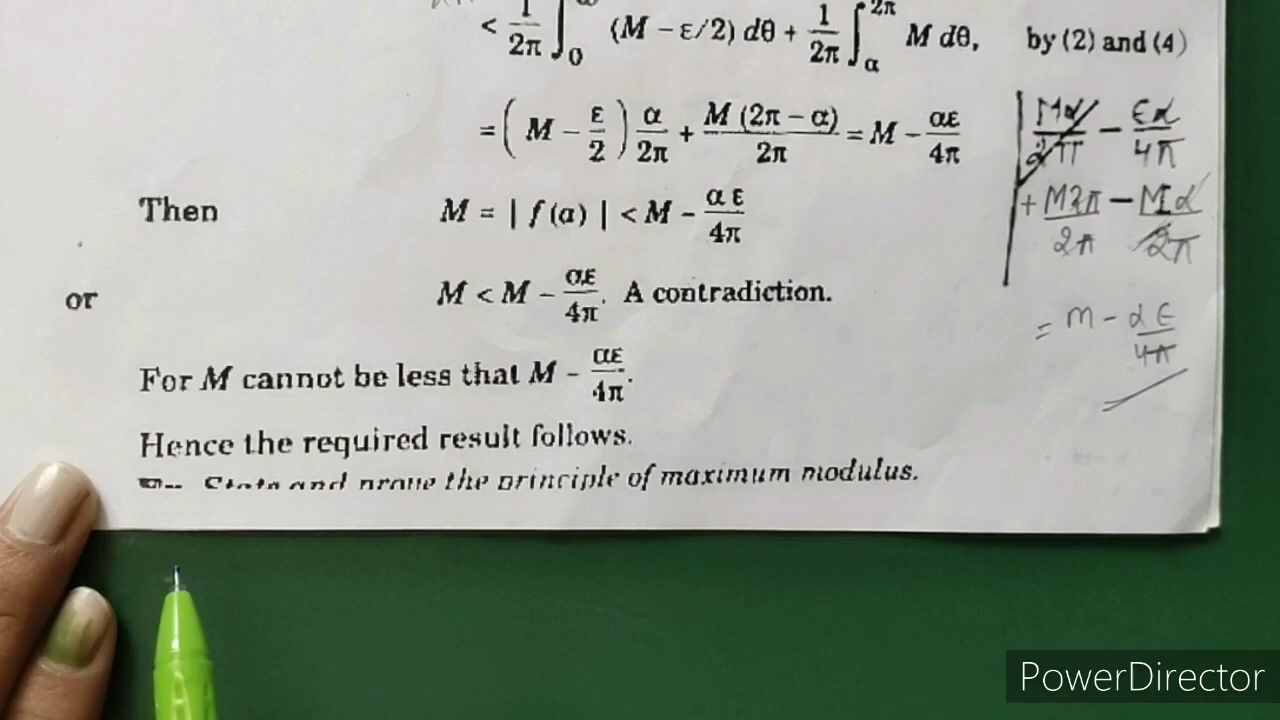 < 1/2π ∫₀^α (M − ε/2) dθ + 1/2π ∫_α^2π M dθ, by (2) and (4)
= ( M − ε/2 ) α/2π + M (2π − α)/2π = M − αε/4π
Then M = | f (a) | < M − α ε/4π
or M < M − αε/4π. A contradiction.
For M cannot be less that M − αε/4π.
Hence the required result follows.
State and prove the principle of maximum modulus.
Mα/2π − εα/4π
+ M2π/2π − Mα/2π
= m − αε/4π
PowerDirector